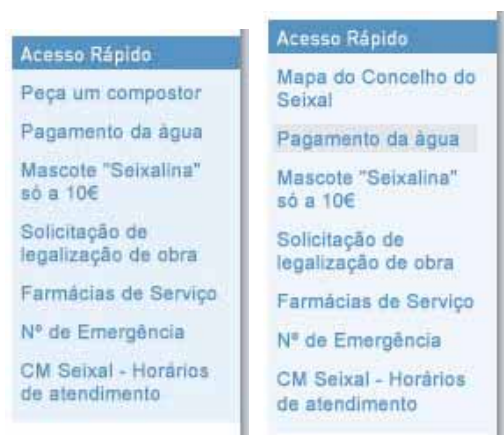 Acesso Rápido
Peça um compostor
Pagamento da àgua
Mascote "Seixalina"
só a 10€
Solicitação de
legalização de obra
Farmácias de Serviço
Nº de Emergência
CM Seixal - Horários
de atendimento
Acesso Rápido
Mapa do Concelho do
Seixal
Pagamento da àgua
Mascote "Seixalina"
só a 10€
Solicitação de
legalização de obra
Farmácias de Serviço
Nº de Emergência
CM Seixal - Horários
de atendimento